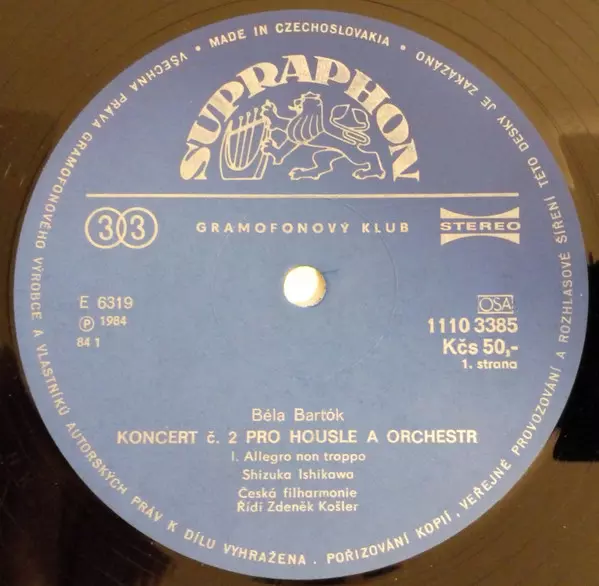 • MADE IN CZECHOSLOVAKIA •
VŠECHNA PRÁVA GRAMOFONOVÉHO VÝROBCE A VLASTNÍKŮ AUTORSKÝCH PRÁV K DÍLU VYHRAŽENA. POŘIZOVÁNÍ KOPIÍ, VEŘEJNÉ PROVOZOVÁNÍ A ROZHLASOVÉ ŠÍŘENÍ TÉTO DESKY JE ZAKÁZÁNO
SUPRAPHON
33
GRAMOFONOVÝ KLUB
STEREO
E 6319
Ⓟ 1984
84 1
OSA
1110 3385
Kčs 50,-
1. strana
Béla Bartók
KONCERT č. 2 PRO HOUSLE A ORCHESTR
I. Allegro non troppo
Shizuka Ishikawa
Česká filharmonie
Řídí Zdeněk Košler